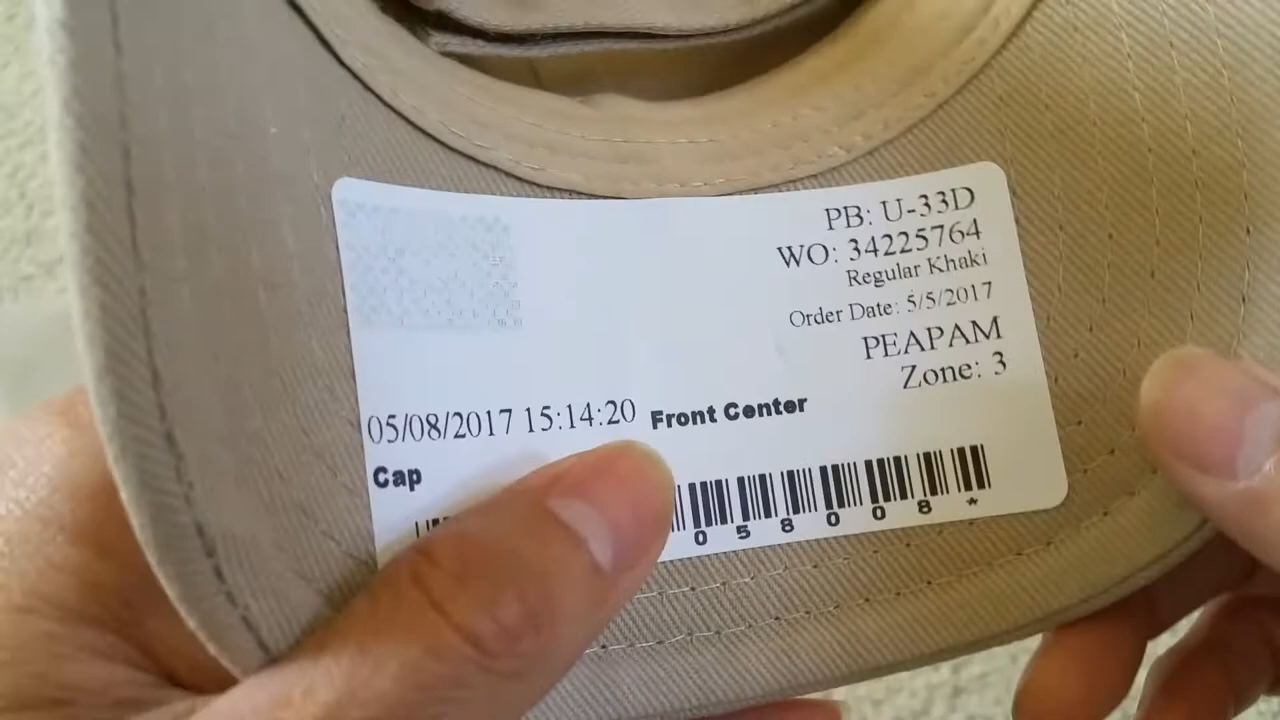 PB: U-33D
WO: 34225764
Regular Khaki
Order Date: 5/5/2017
PEAPAM
Zone: 3
05/08/2017 15:14:20 Front Center
Cap
058008*